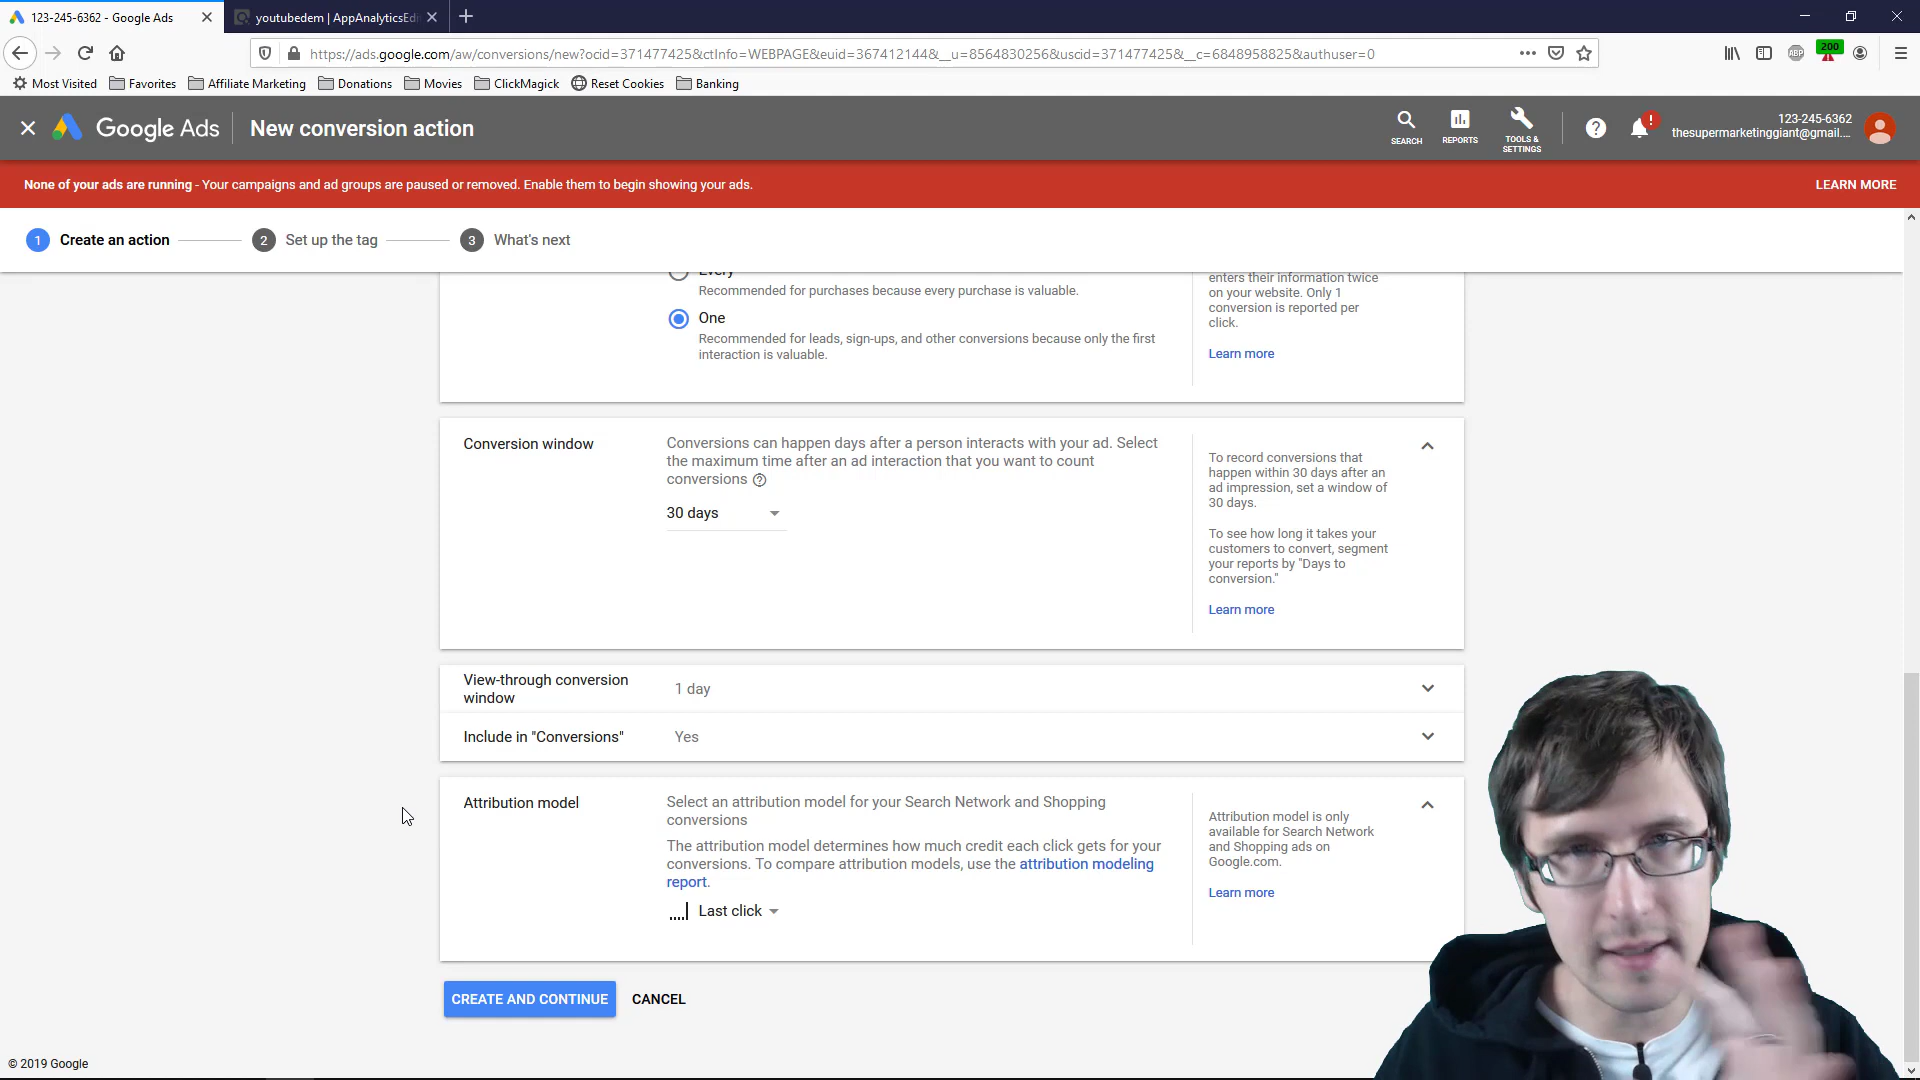 123-245-6362 - Google Ads
youtubedem | AppAnalyticsEdi
https://ads.google.com/aw/conversions/new?ocid=371477425&ctInfo=WEBPAGE&euid=367412144&__u=8564830256&uscid=371477425&__c=6848958825&authuser=0
ABP
200
Most Visited
Favorites
Affiliate Marketing
Donations
Movies
ClickMagick
Reset Cookies
Banking
Google Ads
New conversion action
SEARCH
REPORTS
TOOLS &
SETTINGS
?
!
123-245-6362
thesupermarketinggiant@gmail....
None of your ads are running - Your campaigns and ad groups are paused or removed. Enable them to begin showing your ads.
LEARN MORE
1 Create an action
2 Set up the tag
3 What's next
Every
Recommended for purchases because every purchase is valuable.
One
Recommended for leads, sign-ups, and other conversions because only the first
interaction is valuable.
enters their information twice
on your website. Only 1
conversion is reported per
click.
Learn more
Conversion window
Conversions can happen days after a person interacts with your ad. Select
the maximum time after an ad interaction that you want to count
conversions
30 days
To record conversions that
happen within 30 days after an
ad impression, set a window of
30 days.
To see how long it takes your
customers to convert, segment
your reports by "Days to
conversion."
Learn more
View-through conversion
window
1 day
Include in "Conversions"
Yes
Attribution model
Select an attribution model for your Search Network and Shopping
conversions
The attribution model determines how much credit each click gets for your
conversions. To compare attribution models, use the attribution modeling
report.
Last click
Attribution model is only
available for Search Network
and Shopping ads on
Google.com.
Learn more
CREATE AND CONTINUE
CANCEL
© 2019 Google